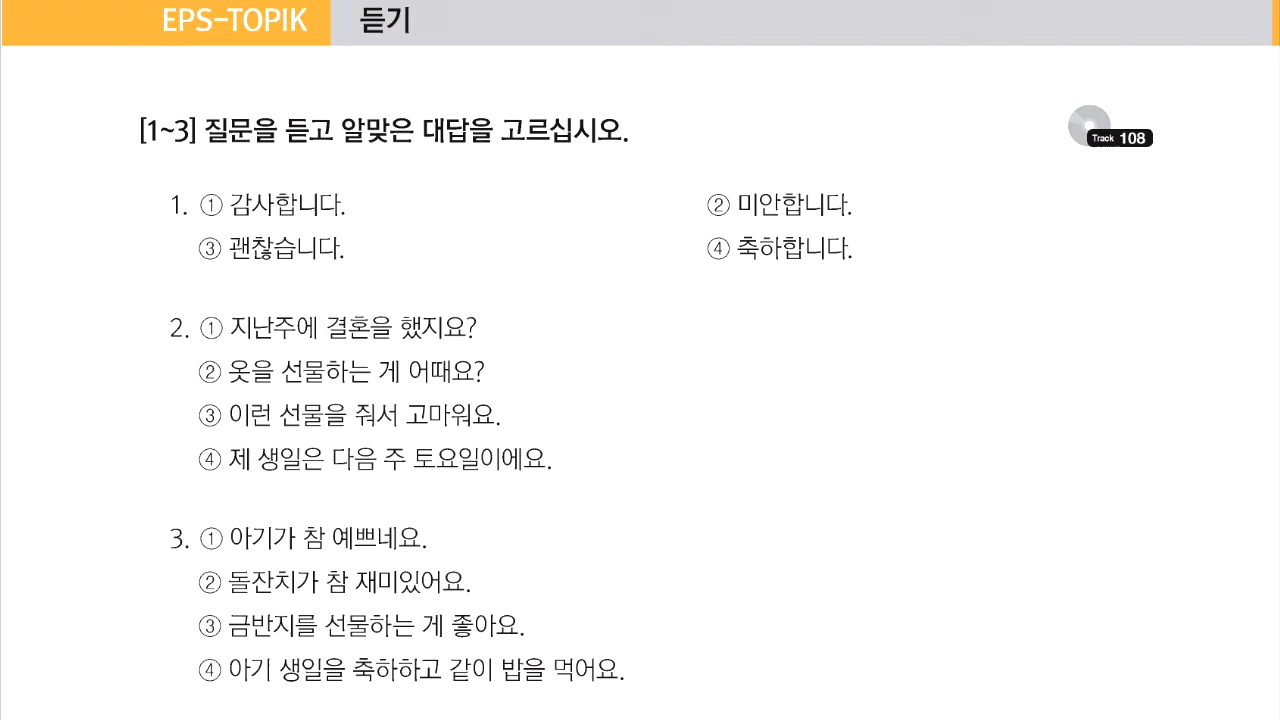 EPS-TOPIK 듣기
[1~3] 질문을 듣고 알맞은 대답을 고르십시오.
Track 108
1. ① 감사합니다. ② 미안합니다.
③ 괜찮습니다. ④ 축하합니다.
2. ① 지난주에 결혼을 했지요?
② 옷을 선물하는 게 어때요?
③ 이런 선물을 줘서 고마워요.
④ 제 생일은 다음 주 토요일이에요.
3. ① 아기가 참 예쁘네요.
② 돌잔치가 참 재미있어요.
③ 금반지를 선물하는 게 좋아요.
④ 아기 생일을 축하하고 같이 밥을 먹어요.